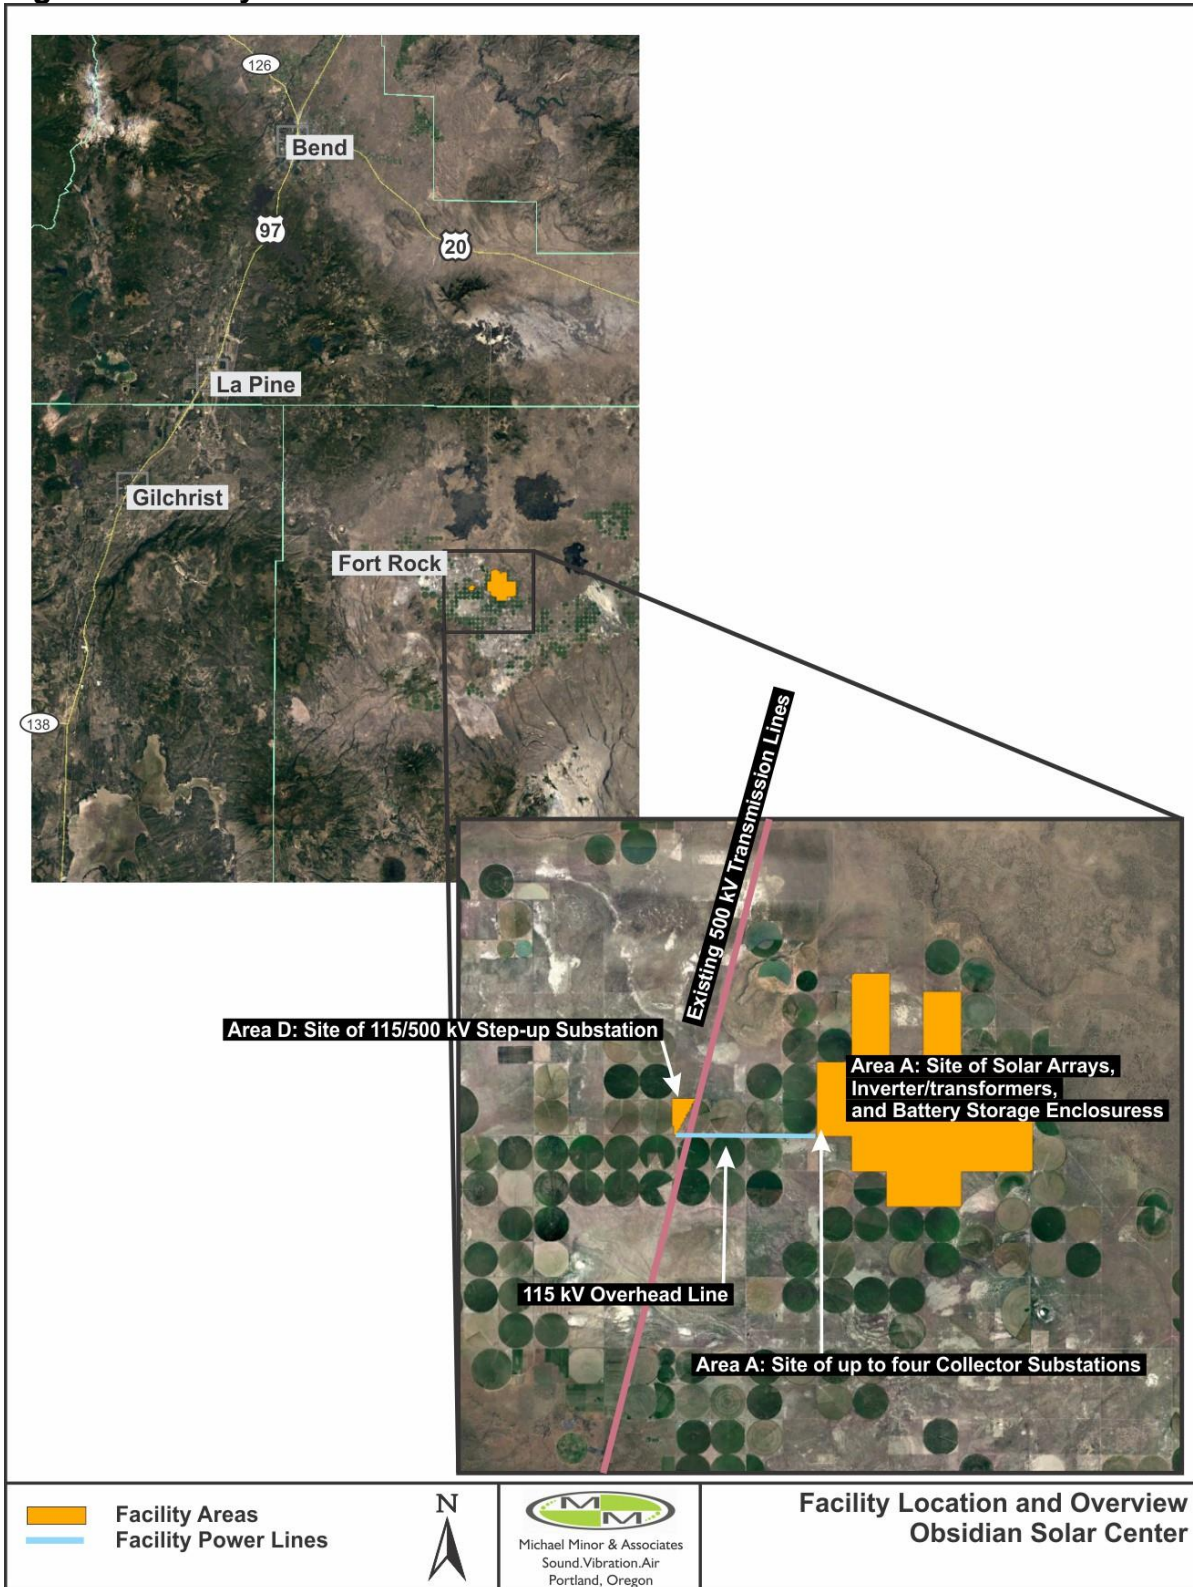 126
Bend
97
20
La Pine
Gilchrist
Fort Rock
138
Existing 500 kV Transmission Lines
Area D: Site of 115/500 kV Step-up Substation
Area A: Site of Solar Arrays,
Inverter/transformers,
and Battery Storage Enclosuress
115 kV Overhead Line
Area A: Site of up to four Collector Substations
Facility Areas
Facility Power Lines
N
M
M
Michael Minor & Associates
Sound.Vibration.Air
Portland, Oregon
Facility Location and Overview
Obsidian Solar Center